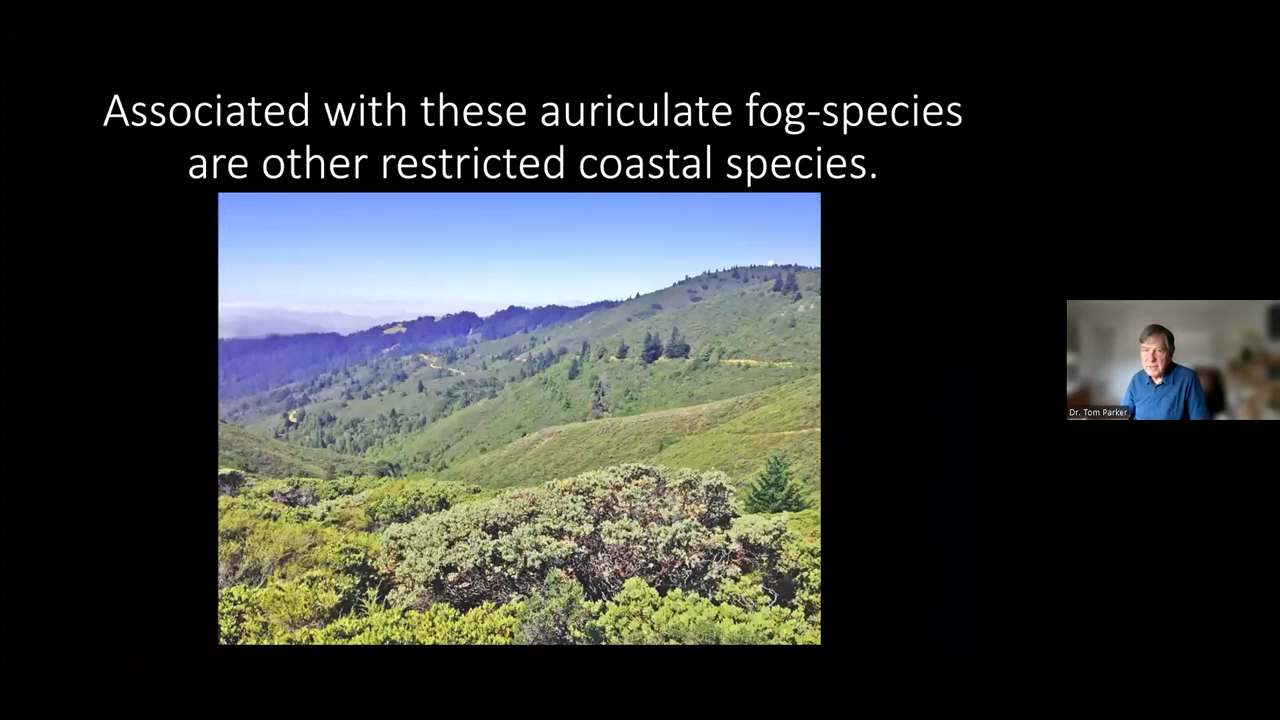 Associated with these auriculate fog-species
are other restricted coastal species.
Dr. Tom Parker